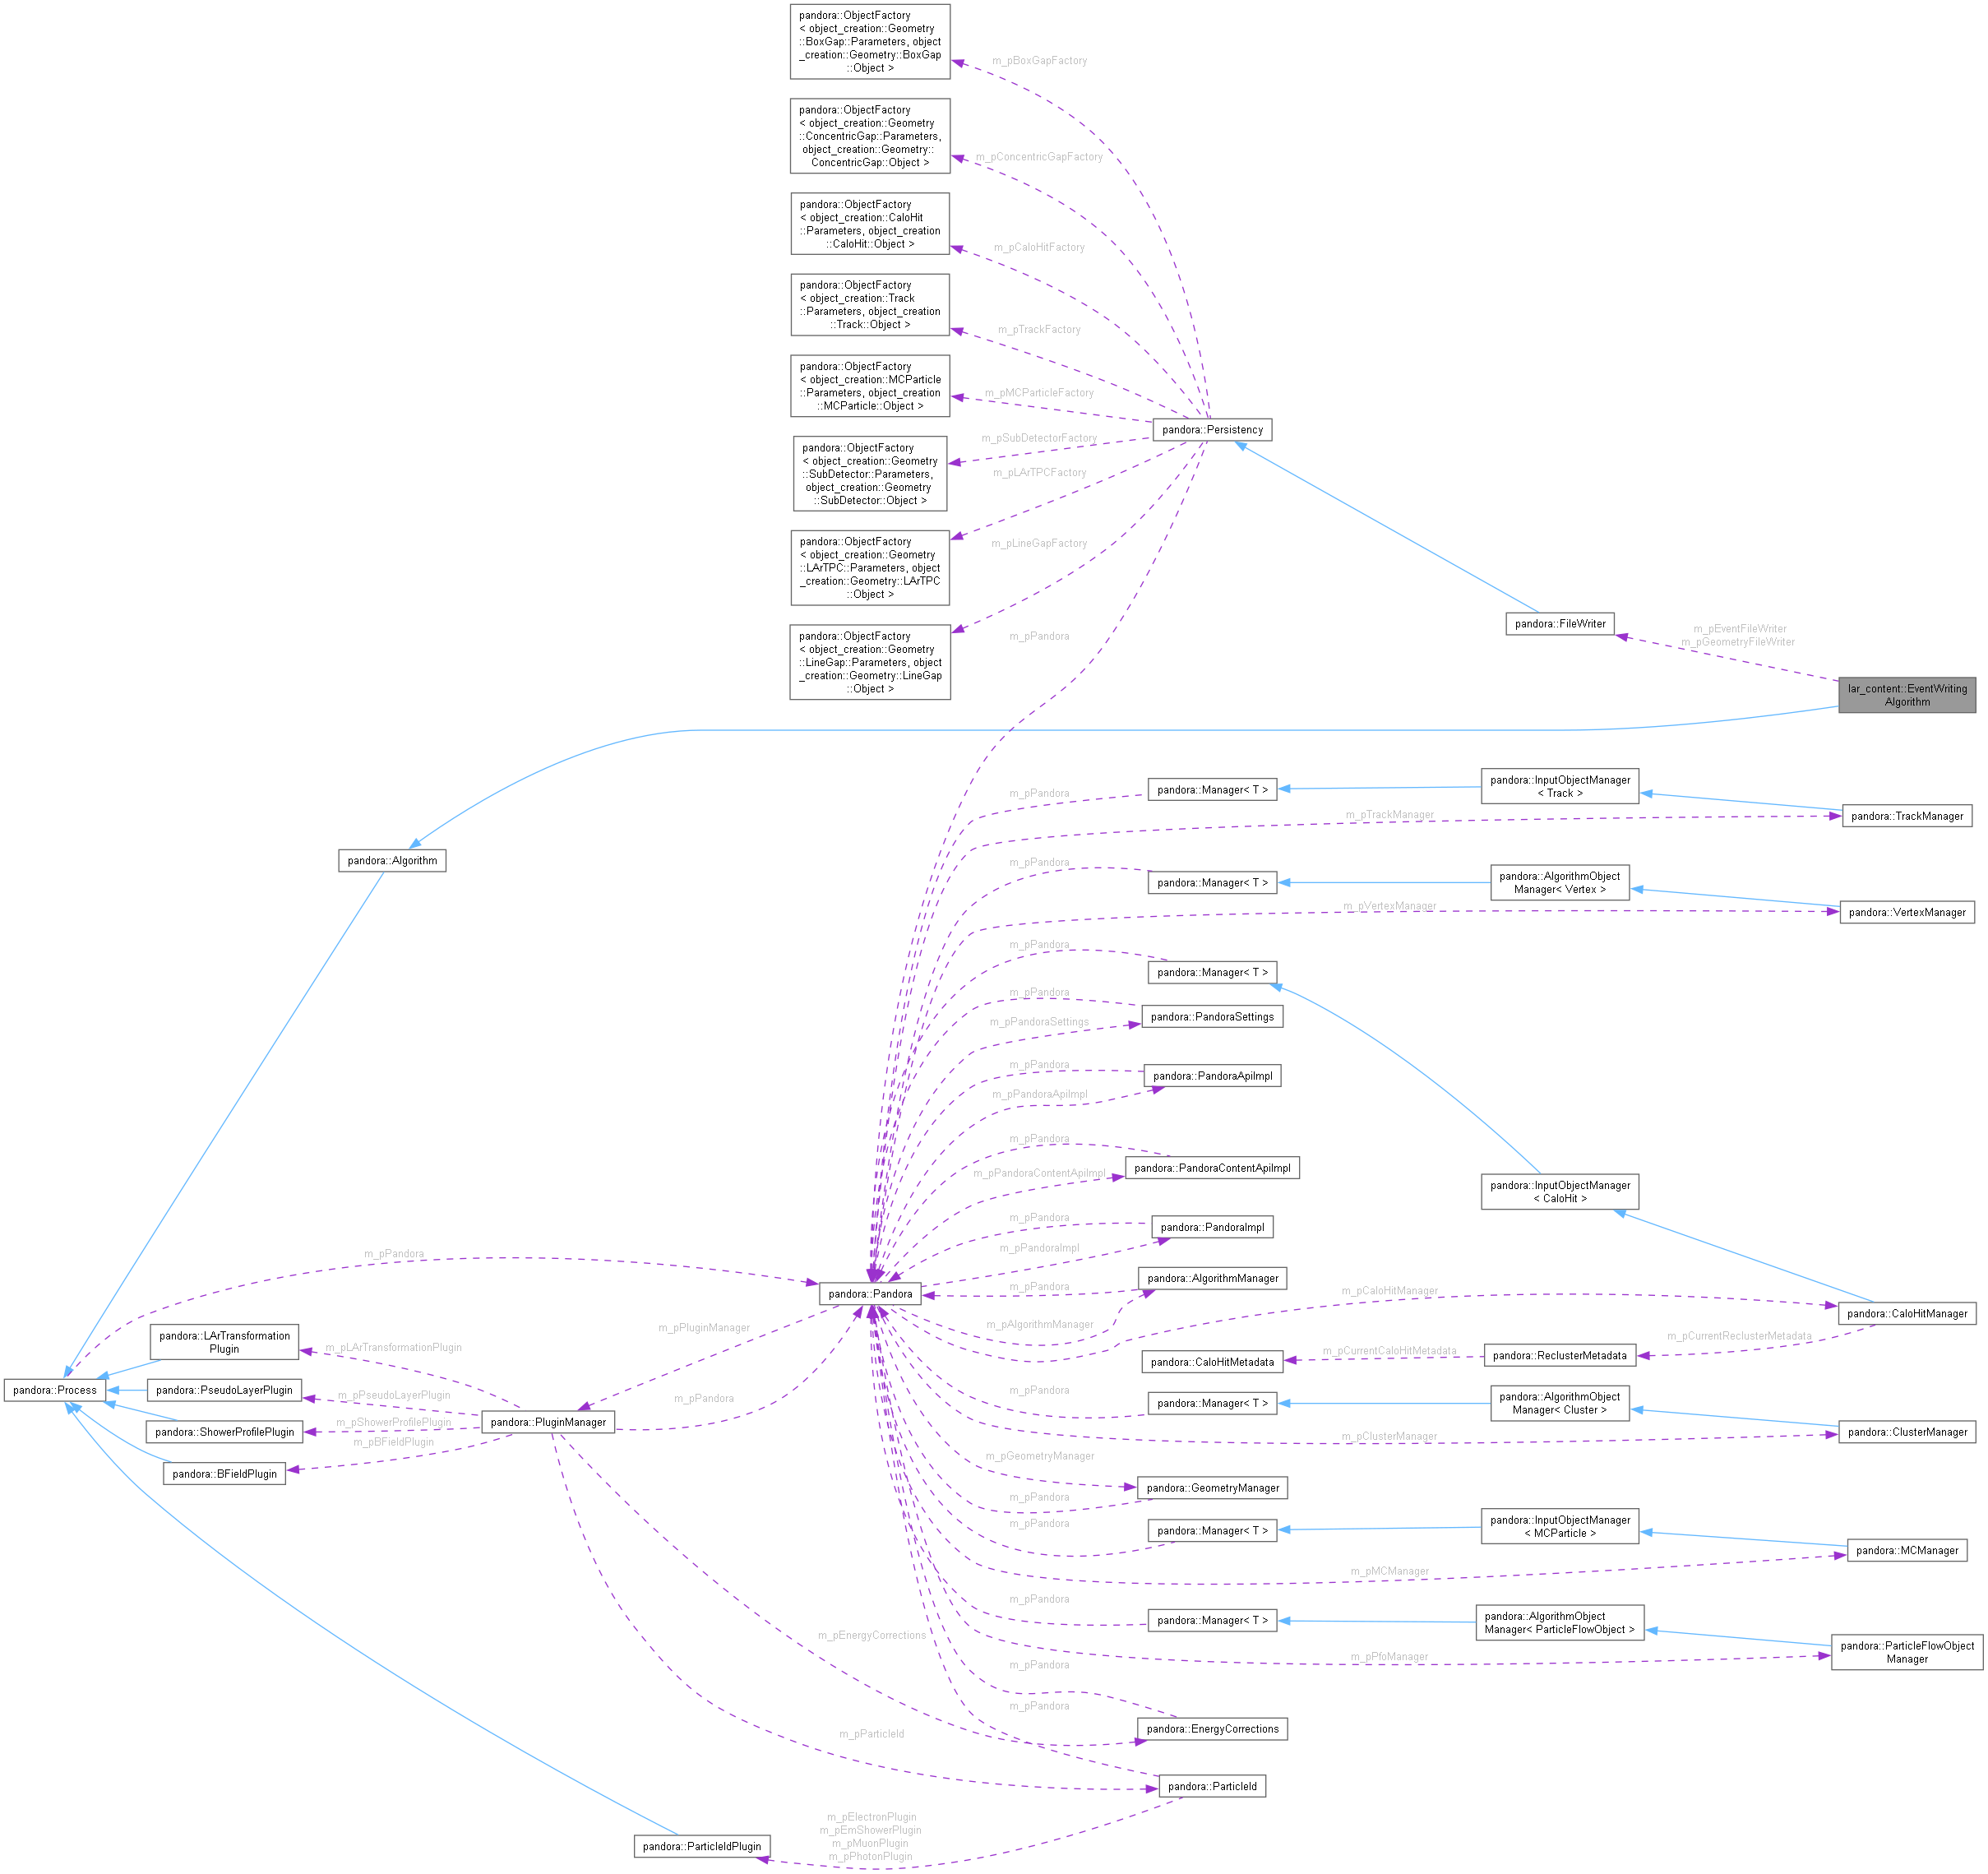 pandora::ObjectFactory
< object_creation::Geometry
::BoxGap::Parameters, object
_creation::Geometry::BoxGap
::Object >
m_pBoxGapFactory
pandora::ObjectFactory
< object_creation::Geometry
::ConcentricGap::Parameters,
object_creation::Geometry::
ConcentricGap::Object >
m_pConcentricGapFactory
pandora::ObjectFactory
< object_creation::CaloHit
::Parameters, object_creation
::CaloHit::Object >
m_pCaloHitFactory
pandora::ObjectFactory
< object_creation::Track
::Parameters, object_creation
::Track::Object >
m_pTrackFactory
pandora::ObjectFactory
< object_creation::MCParticle
::Parameters, object_creation
::MCParticle::Object >
m_pMCParticleFactory
pandora::Persistency
pandora::ObjectFactory
< object_creation::Geometry
::SubDetector::Parameters,
object_creation::Geometry
::SubDetector::Object >
m_pSubDetectorFactory
m_pLArTPCFactory
pandora::ObjectFactory
< object_creation::Geometry
::LArTPC::Parameters, object
_creation::Geometry::LArTPC
::Object >
m_pLineGapFactory
pandora::ObjectFactory
< object_creation::Geometry
::LineGap::Parameters, object
_creation::Geometry::LineGap
::Object >
m_pPandora
pandora::FileWriter
m_pEventFileWriter
m_pGeometryFileWriter
lar_content::EventWriting
Algorithm
m_pPandora
pandora::Manager< T >
pandora::InputObjectManager
< Track >
m_pTrackManager
pandora::TrackManager
pandora::Algorithm
m_pPandora
pandora::Manager< T >
pandora::AlgorithmObject
Manager< Vertex >
m_pVertexManager
pandora::VertexManager
m_pPandora
pandora::Manager< T >
m_pPandora
pandora::PandoraSettings
m_pPandoraSettings
m_pPandora
pandora::PandoraApiImpl
m_pPandoraApiImpl
m_pPandora
pandora::PandoraContentApiImpl
m_pPandoraContentApiImpl
pandora::InputObjectManager
< CaloHit >
m_pPandora
pandora::PandoraImpl
m_pPandoraImpl
m_pPandora
pandora::Pandora
m_pPandora
pandora::AlgorithmManager
m_pCaloHitManager
pandora::CaloHitManager
m_pAlgorithmManager
m_pPluginManager
pandora::LArTransformation
Plugin
m_pLArTransformationPlugin
m_pCurrentReclusterMetadata
pandora::CaloHitMetadata
m_pCurrentCaloHitMetadata
pandora::ReclusterMetadata
pandora::Process
pandora::PseudoLayerPlugin
m_pPseudoLayerPlugin
pandora::ShowerProfilePlugin
m_pShowerProfilePlugin
m_pBFieldPlugin
pandora::BFieldPlugin
pandora::PluginManager
m_pPandora
m_pPandora
pandora::Manager< T >
pandora::AlgorithmObject
Manager< Cluster >
m_pClusterManager
pandora::ClusterManager
m_pGeometryManager
pandora::GeometryManager
m_pPandora
m_pPandora
pandora::Manager< T >
pandora::InputObjectManager
< MCParticle >
pandora::MCManager
m_pMCManager
m_pPandora
pandora::Manager< T >
pandora::AlgorithmObject
Manager< ParticleFlowObject >
m_pPfoManager
pandora::ParticleFlowObject
Manager
m_pEnergyCorrections
m_pPandora
m_pPandora
pandora::EnergyCorrections
m_pParticleId
pandora::ParticleId
m_pElectronPlugin
m_pEmShowerPlugin
m_pMuonPlugin
m_pPhotonPlugin
pandora::ParticleIdPlugin